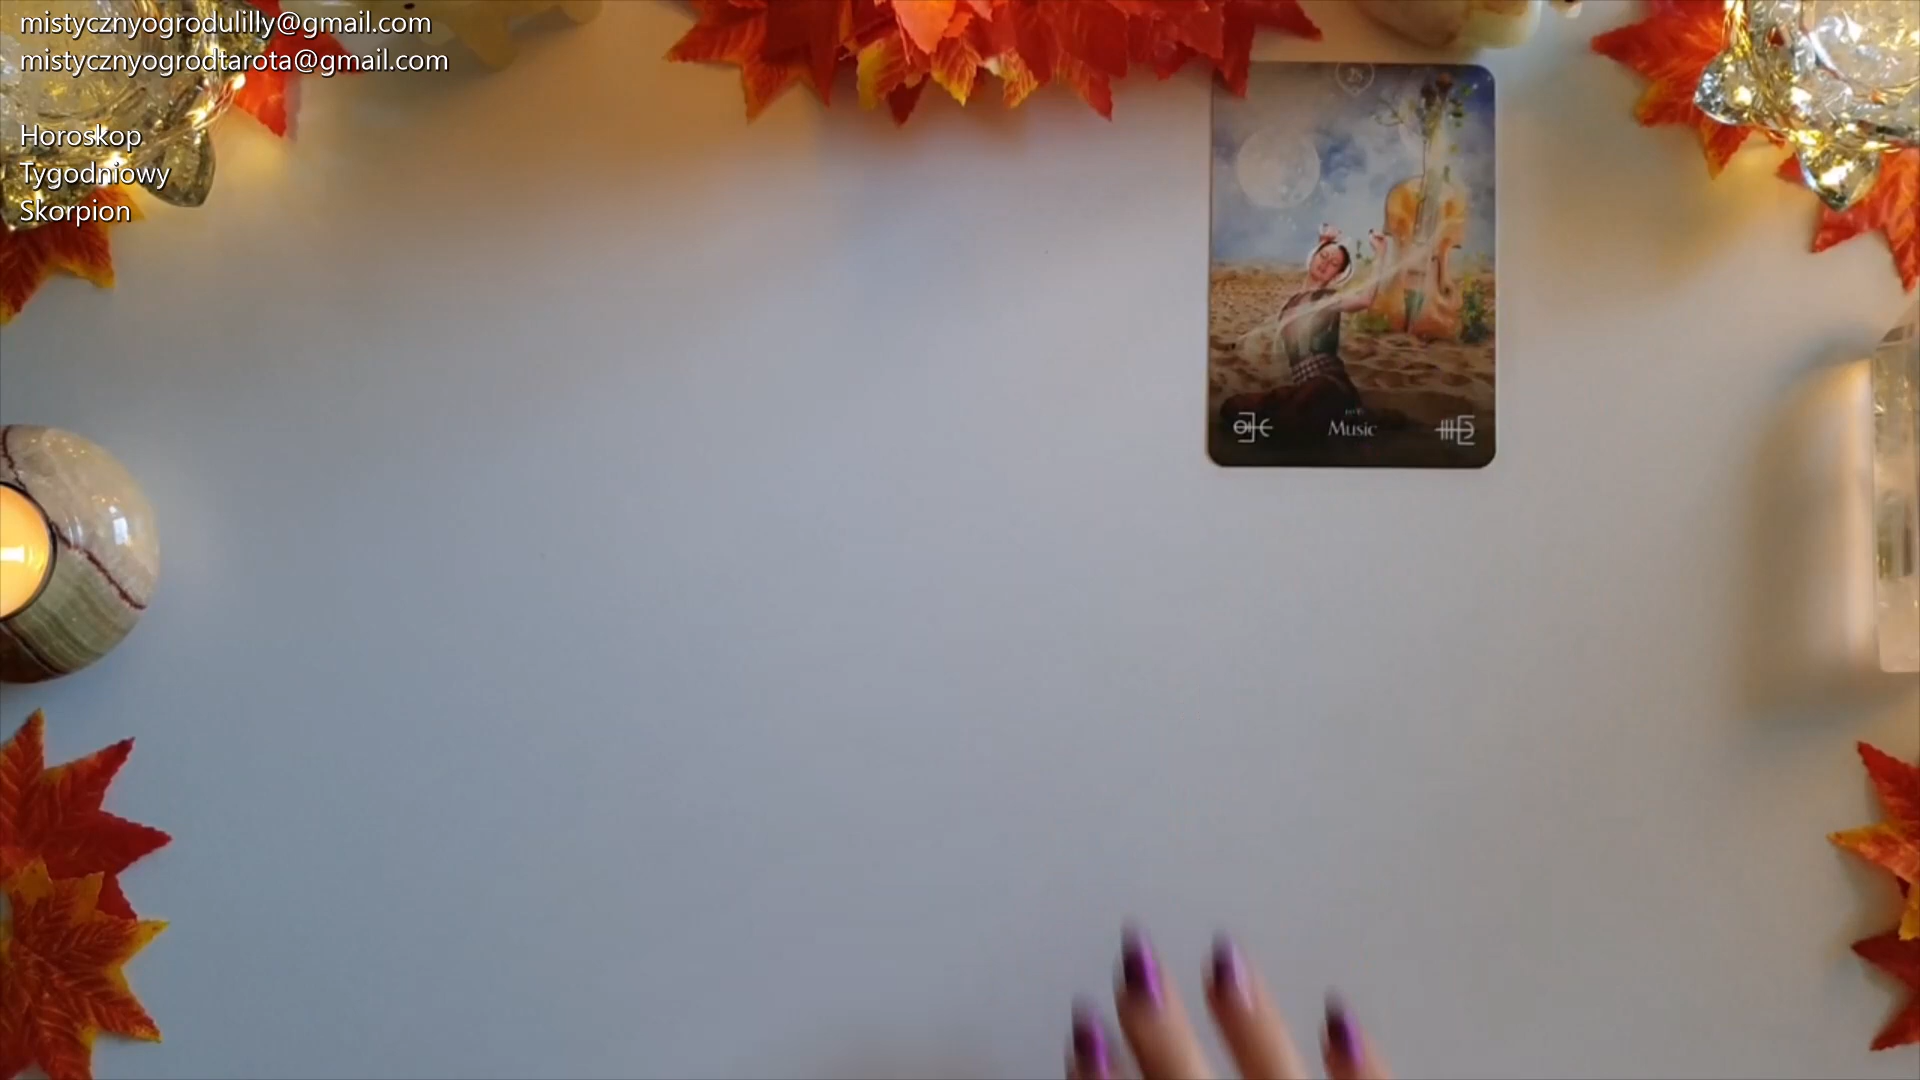 mistycznyogrodulilly@gmail.com
mistycznyogrodtarota@gmail.com
Horoskop
Tygodniowy
Skorpion
Music